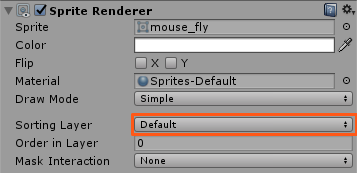 Sprite Renderer
Sprite mouse_fly
Color
Flip X Y
Material Sprites-Default
Draw Mode Simple
Sorting Layer Default
Order in Layer 0
Mask Interaction None